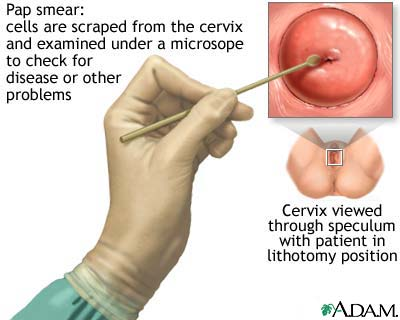 Pap smear:
cells are scraped from the cervix
and examined under a microsope
to check for
disease or other
problems
Cervix viewed
through speculum
with patient in
lithotomy position
A.D.A.M.